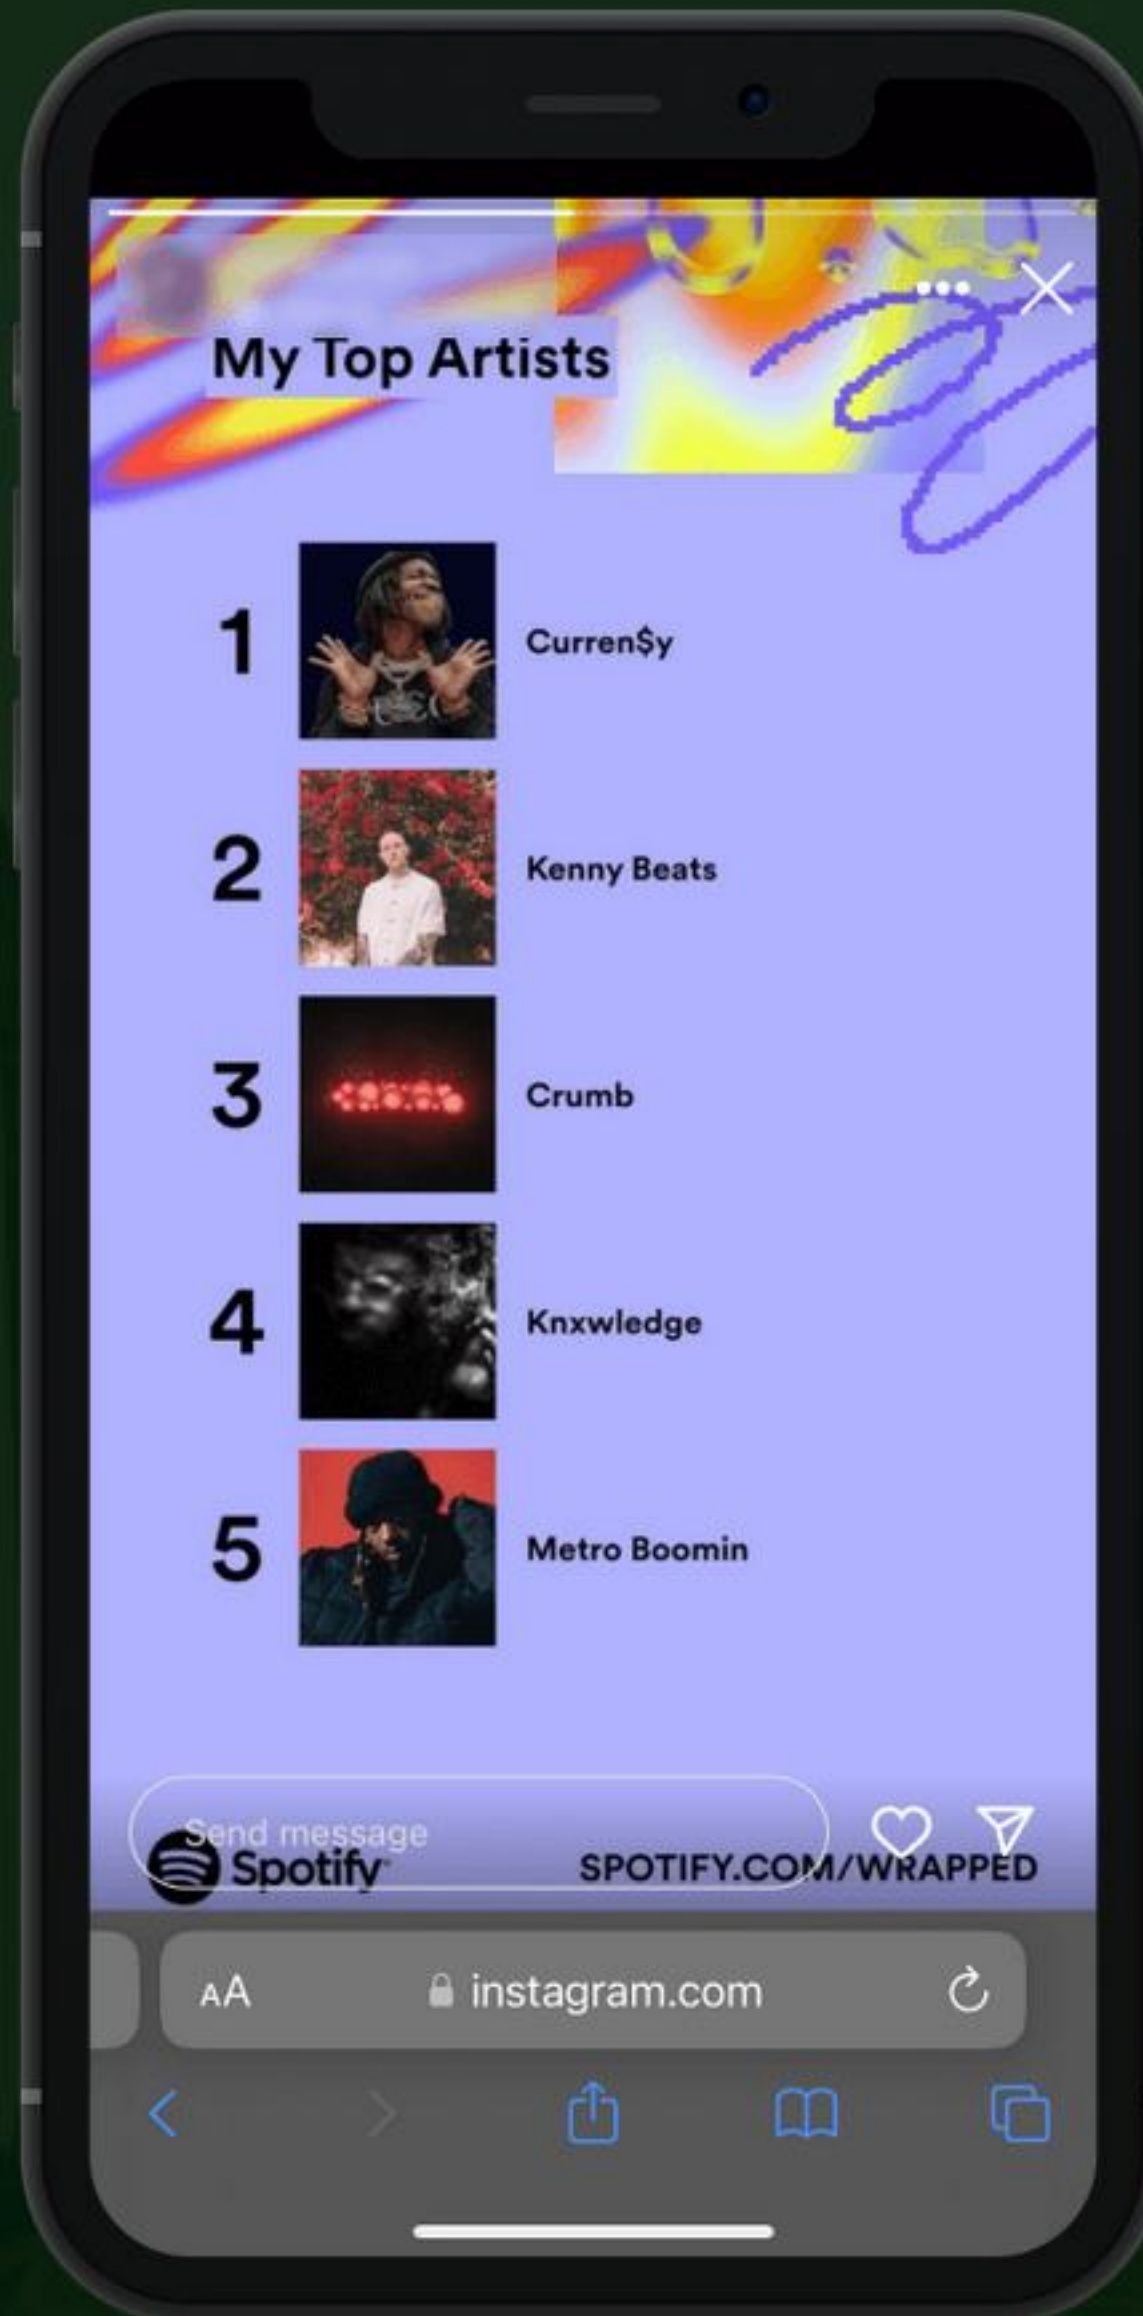 My Top Artists
1 Curren$y
2 Kenny Beats
3 Crumb
4 Knxwledge
5 Metro Boomin
Send message
Spotify SPOTIFY.COM/WRAPPED
AA instagram.com